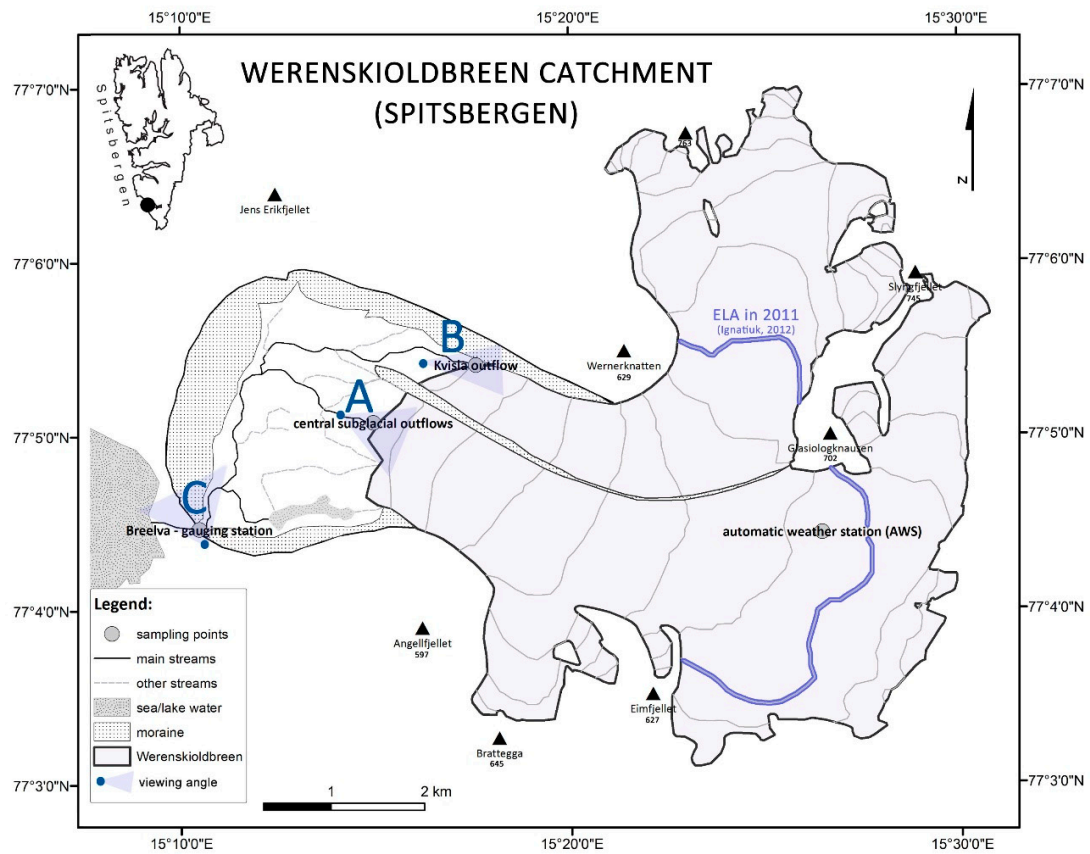 15°10'0"E
15°20'0"E
15°30'0"E
WERENSKIOLDBREEN CATCHMENT
(SPITSBERGEN)
Spitsbergen
77°7'0"N
77°7'0"N
763
N
Jens Erikfjellet
77°6'0"N
77°6'0"N
Slyngfjellet
745
ELA in 2011
(Ignatiuk, 2012)
B
Kvisla outflow
Wernerknatten
629
A
central subglacial outflows
77°5'0"N
77°5'0"N
Glasiologknausen
702
C
Breelva - gauging station
automatic weather station (AWS)
77°4'0"N
77°4'0"N
Legend:
sampling points
main streams
other streams
sea/lake water
moraine
Werenskioldbreen
viewing angle
Angellfjellet
597
Eimfjellet
627
Brattegga
645
77°3'0"N
77°3'0"N
1
2 km
15°10'0"E
15°20'0"E
15°30'0"E